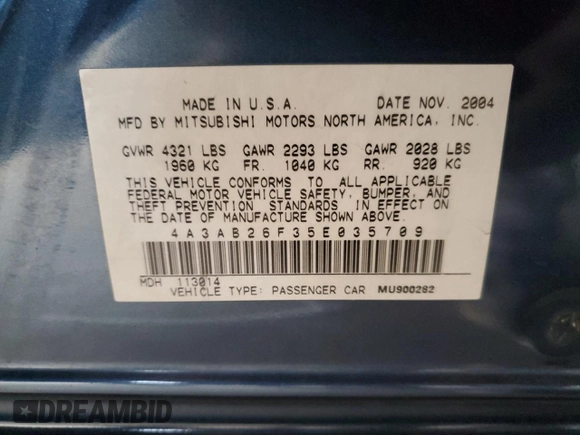 MADE IN U.S.A. DATE NOV. 2004
MFD BY MITSUBISHI MOTORS NORTH AMERICA, INC.
GVWR 4321 LBS GAWR 2293 LBS GAWR 2028 LBS
1960 KG FR. 1040 KG RR. 920 KG
THIS VEHICLE CONFORMS TO ALL APPLICABLE
FEDERAL MOTOR VEHICLE SAFETY, BUMPER, AND
THEFT PREVENTION STANDARDS IN EFFECT ON
THE DATE OF MANUFACTURE SHOWN ABOVE.
4A3AB26F35E035709
MDH 113014
VEHICLE TYPE: PASSENGER CAR MU900282
DREAMBID